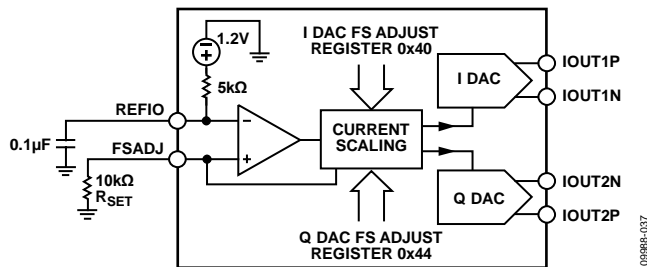 1.2V
I DAC FS ADJUST
REGISTER 0x40
5kΩ
I DAC
IOUT1P
IOUT1N
REFIO
–
0.1µF
CURRENT
SCALING
FSADJ
+
10kΩ
RSET
Q DAC
IOUT2N
IOUT2P
Q DAC FS ADJUST
REGISTER 0x44
09988-037